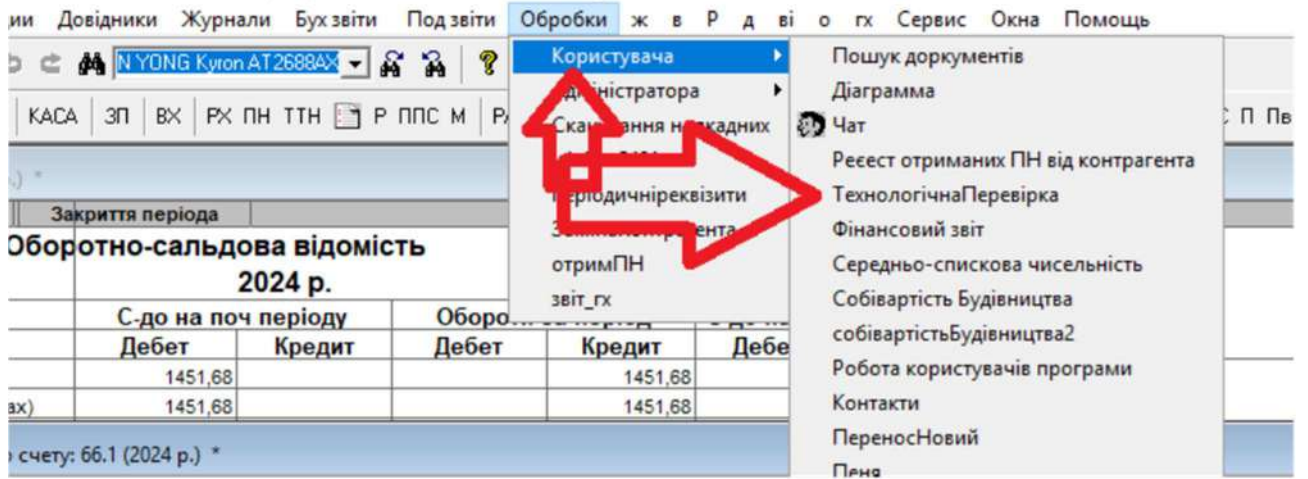 ии Довідники Журнали Бух звіти Под звіти Обробки ж в Р д ві о гх Сервис Окна Помощь
N YONG Kyron AT2688AX
КАСА ЗП ВХ РХ ПН ТТН Р ППС М П Пв
Користувача
Сканування
Періодичніреквізити
отримПН
звіт_гх
Пошук доркументів
Діаграмма
Чат
Реєест отриманих ПН від контрагента
ТехнологічнаПеревірка
Фінансовий звіт
Середньо-спискова чисельність
Собівартість Будівництва
собівартістьБудівництва2
Робота користувачів програми
Контакти
ПереносНовий
Пеня
.) *
Закриття періода
Оборотно-сальдова відомість
2024 р.
С-до на поч періоду
Дебет Кредит Дебет Кредит Дебе
1451,68 1451,68
ах) 1451,68 1451,68
о счету: 66.1 (2024 р.) *